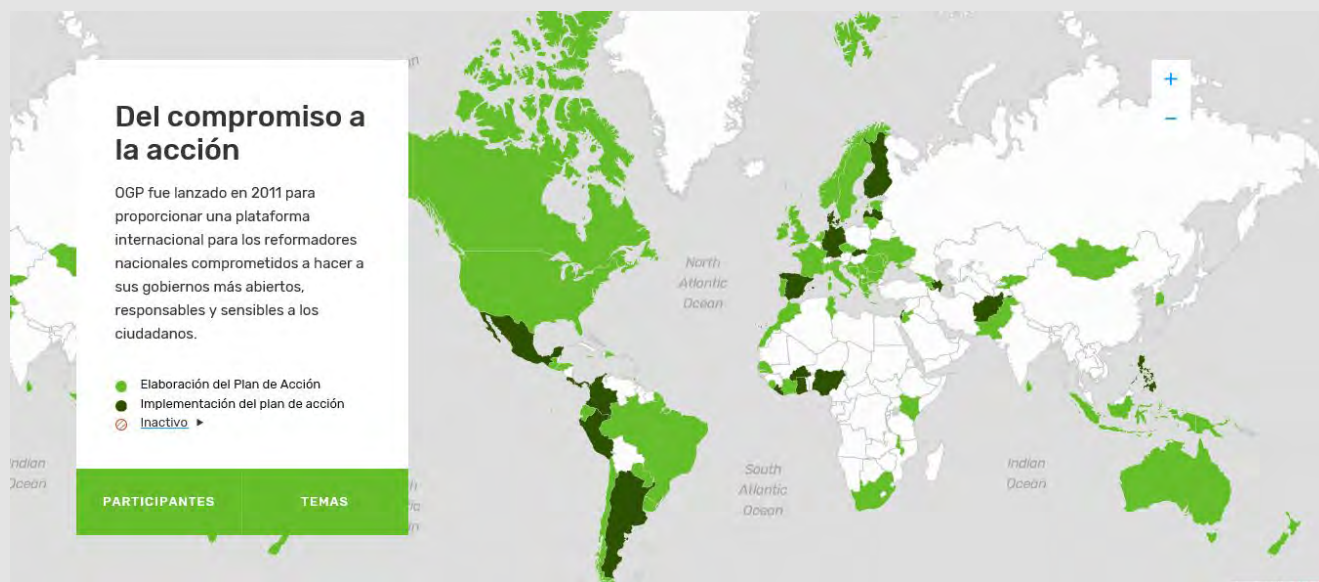 Del compromiso a
la acción
OGP fue lanzado en 2011 para
proporcionar una plataforma
internacional para los reformadores
nacionales comprometidos a hacer a
sus gobiernos más abiertos,
responsables y sensibles a los
ciudadanos.
Elaboración del Plan de Acción
Implementación del plan de acción
Inactivo
PARTICIPANTES
TEMAS
North
Atlantic
Ocean
South
Atlantic
Ocean
Indian
Ocean
+
−